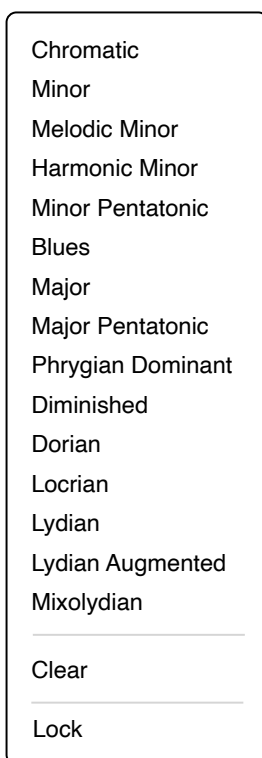 Chromatic
Minor
Melodic Minor
Harmonic Minor
Minor Pentatonic
Blues
Major
Major Pentatonic
Phrygian Dominant
Diminished
Dorian
Locrian
Lydian
Lydian Augmented
Mixolydian
Clear
Lock